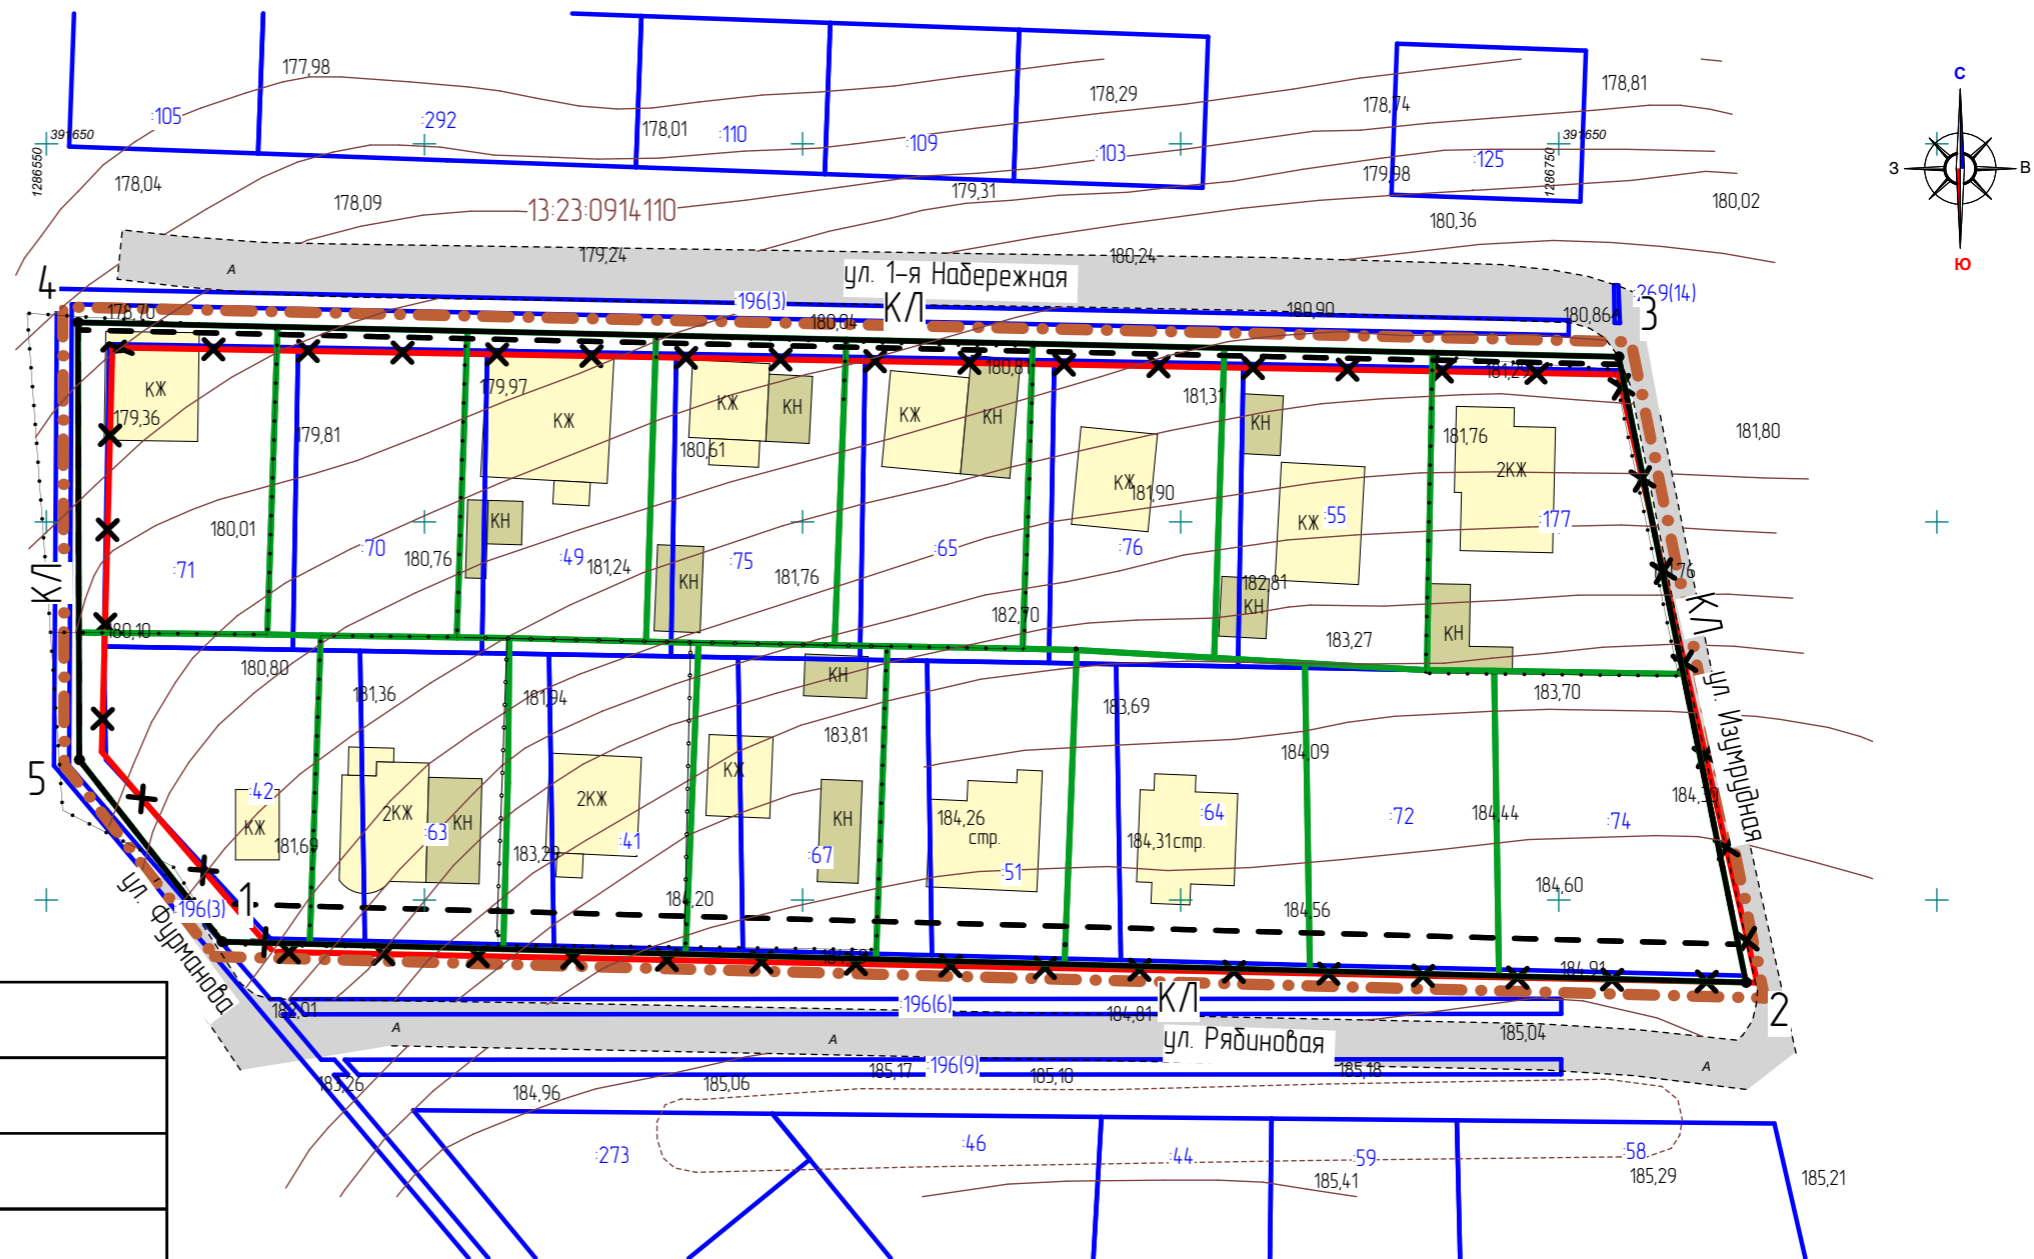 177,98
178,29
178,74
178,81
С
:105
:292
178,01
:110
:109
:103
:125
391650
391650
1286550
1286750
З
В
178,04
178,09
13:23:0914110
179,31
179,98
180,36
180,02
Ю
А
179,24
180,24
ул. 1-я Набережная
4
:196(3)
КЛ
180,90
180,86
:269(14)
3
178,70
180,84
КЖ
179,36
179,81
179,97
КЖ
КЖ
КН
180,61
КЖ
КН
180,81
181,31
КН
181,29
181,76
2КЖ
181,80
180,01
:71
:70
180,76
КН
:49
181,24
КН
:75
181,76
:65
КЖ
181,90
:76
182,81
КН
КЖ
:55
:177
КН
КЛ
КЛ
180,10
182,70
183,27
180,80
181,36
181,94
КН
183,81
183,69
184,09
183,70
ул. Изумрудная
5
:42
КЖ
181,69
2КЖ
КН
:63
2КЖ
183,29
:41
КЖ
КН
:67
184,26
стр.
:51
184,31стр.
:64
:72
184,44
:74
ул. Фурманова
:196(3)
1
184,20
184,56
184,60
184,91
2
182,01
:196(6)
КЛ
184,81
А
А
ул. Рябиновая
185,04
А
183,26
184,96
185,06
185,17
:196(9)
185,10
185,18
:273
:46
:44
:59
:58
185,41
185,29
185,21